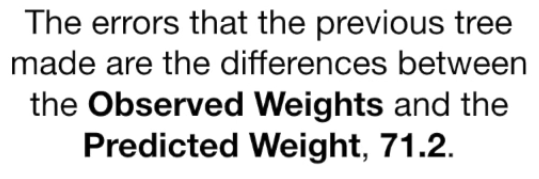 The errors that the previous tree
made are the differences between
the Observed Weights and the
Predicted Weight, 71.2.